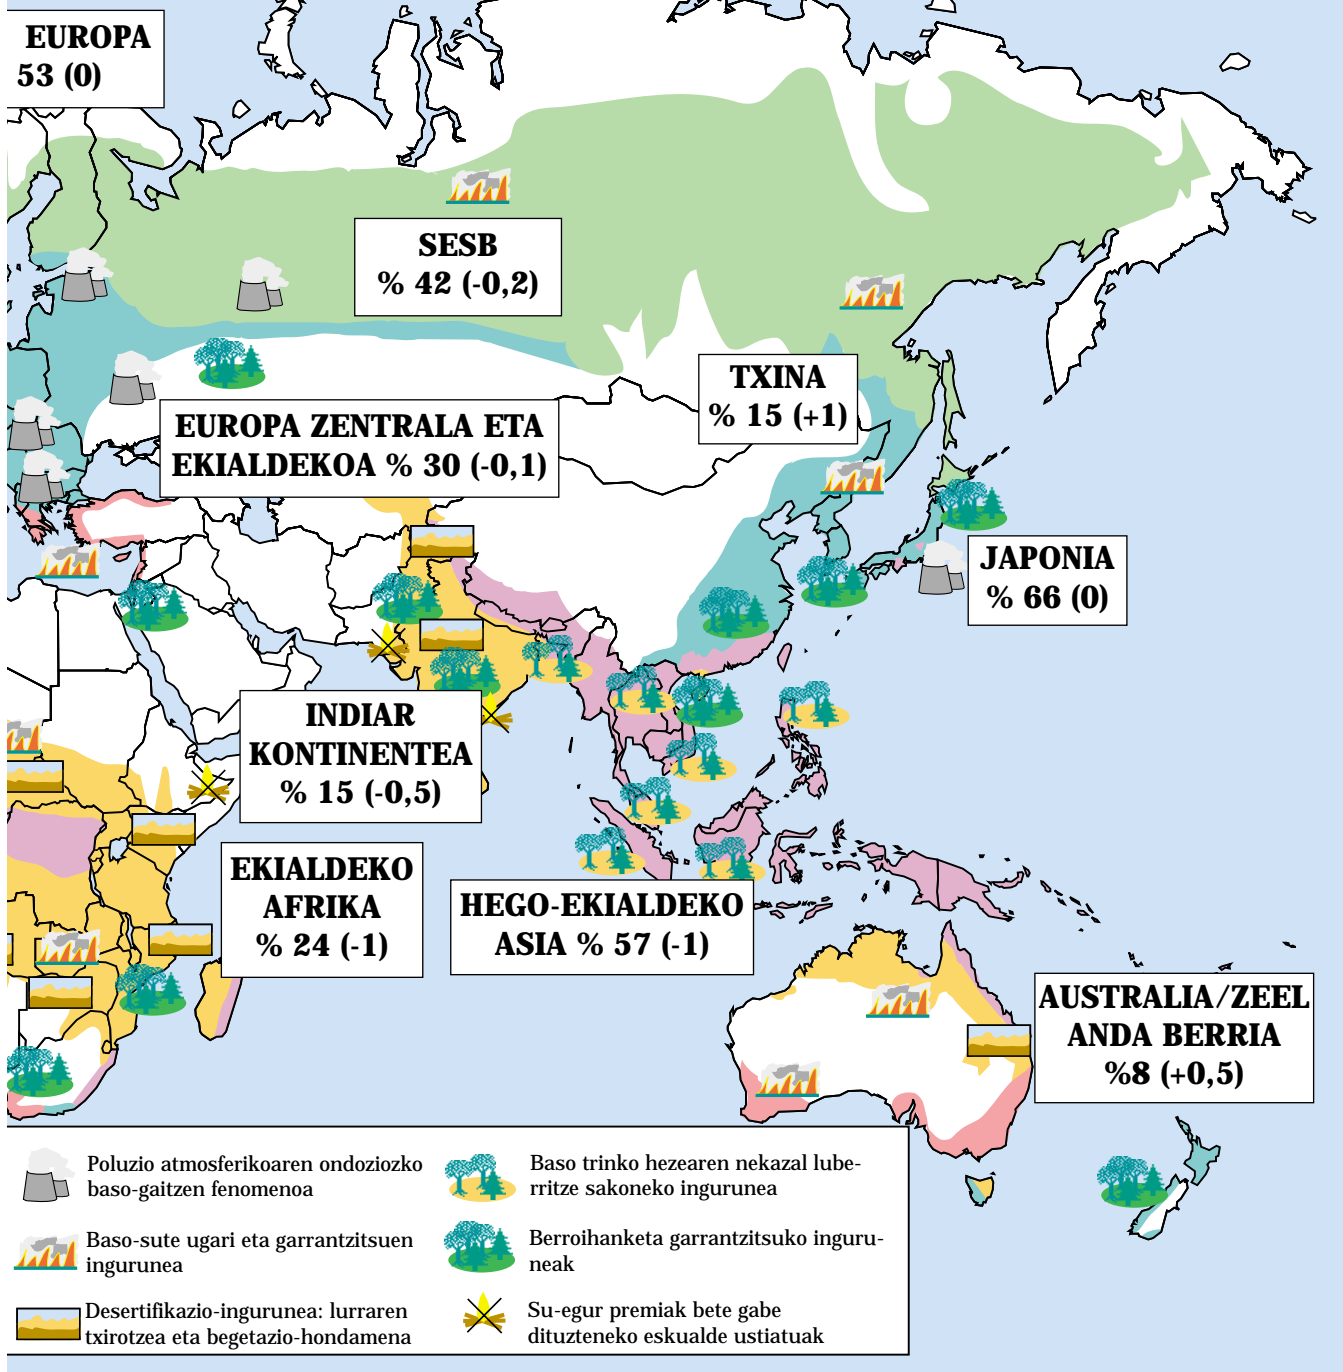 EUROPA
53 (0)
SESB
% 42 (-0,2)
TXINA
% 15 (+1)
EUROPA ZENTRALA ETA
EKIALDEKOA % 30 (-0,1)
JAPONIA
% 66 (0)
INDIAR
KONTINENTEA
% 15 (-0,5)
EKIALDEKO
AFRIKA
% 24 (-1)
HEGO-EKIALDEKO
ASIA % 57 (-1)
AUSTRALIA/ZEEL
ANDA BERRIA
%8 (+0,5)
Poluzio atmosferikoaren ondoziozko
baso-gaitzen fenomenoa
Baso-sute ugari eta garrantzitsuen
ingurunea
Desertifikazio-ingurunea: lurraren
txirotzea eta begetazio-hondamena
Baso trinko hezearen nekazal lube-
rritze sakoneko ingurunea
Berroihanketa garrantzitsuko inguru-
neak
Su-egur premiak bete gabe
dituzteneko eskualde ustiatuak